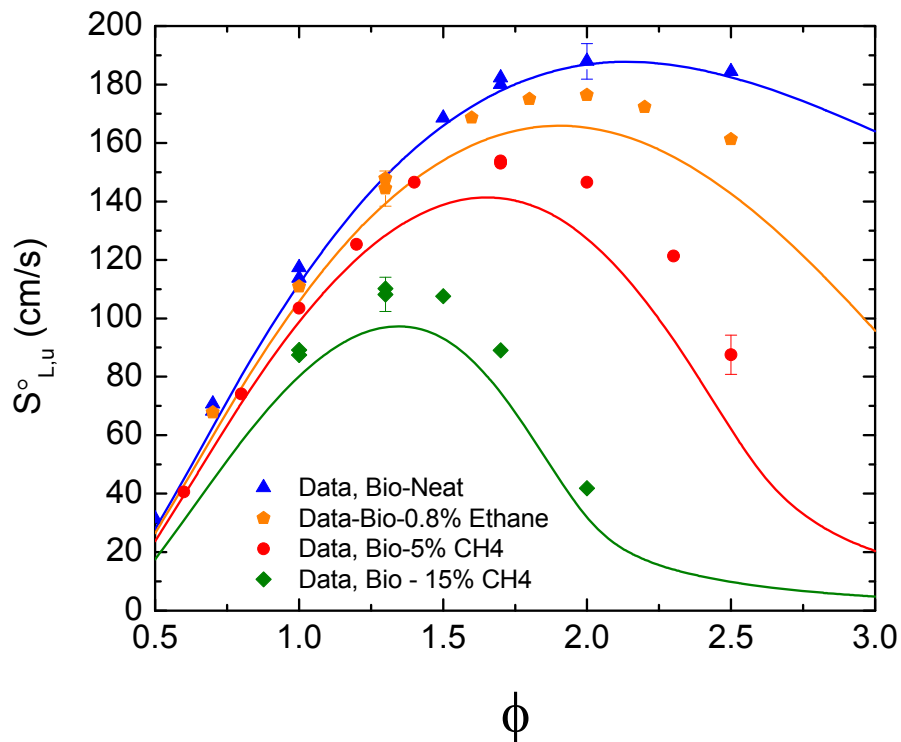 200
180
160
140
120
100
80
60
40
20
0
S°L,u (cm/s)
Data, Bio-Neat
Data-Bio-0.8% Ethane
Data, Bio-5% CH4
Data, Bio - 15% CH4
0.5 1.0 1.5 2.0 2.5 3.0
ϕ